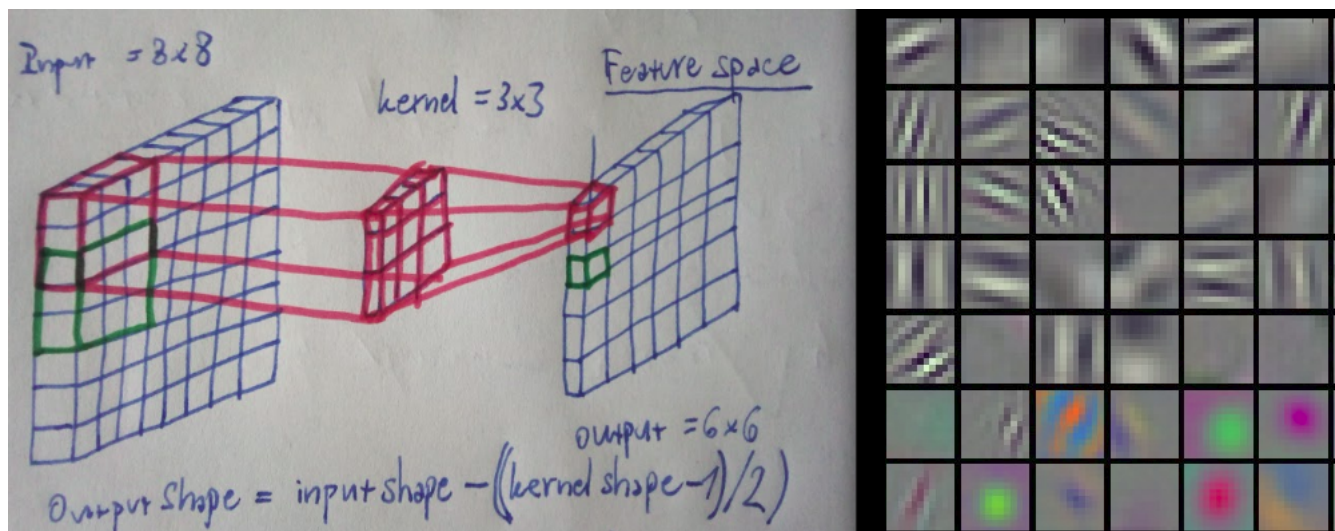 Input = 8x8
kernel = 3x3
Feature space
output = 6x6
Output shape = input shape - ((kernel shape-1)/2)